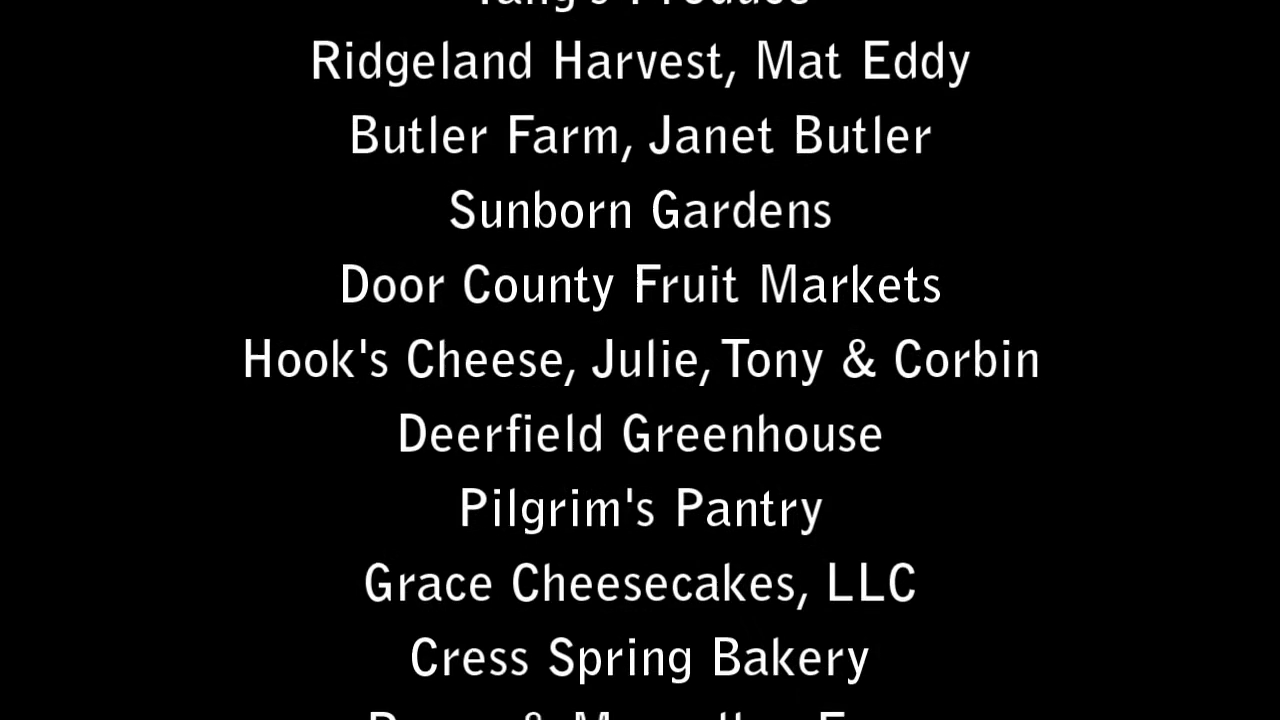 Produce
Ridgeland Harvest, Mat Eddy
Butler Farm, Janet Butler
Sunborn Gardens
Door County Fruit Markets
Hook's Cheese, Julie, Tony & Corbin
Deerfield Greenhouse
Pilgrim's Pantry
Grace Cheesecakes, LLC
Cress Spring Bakery
&